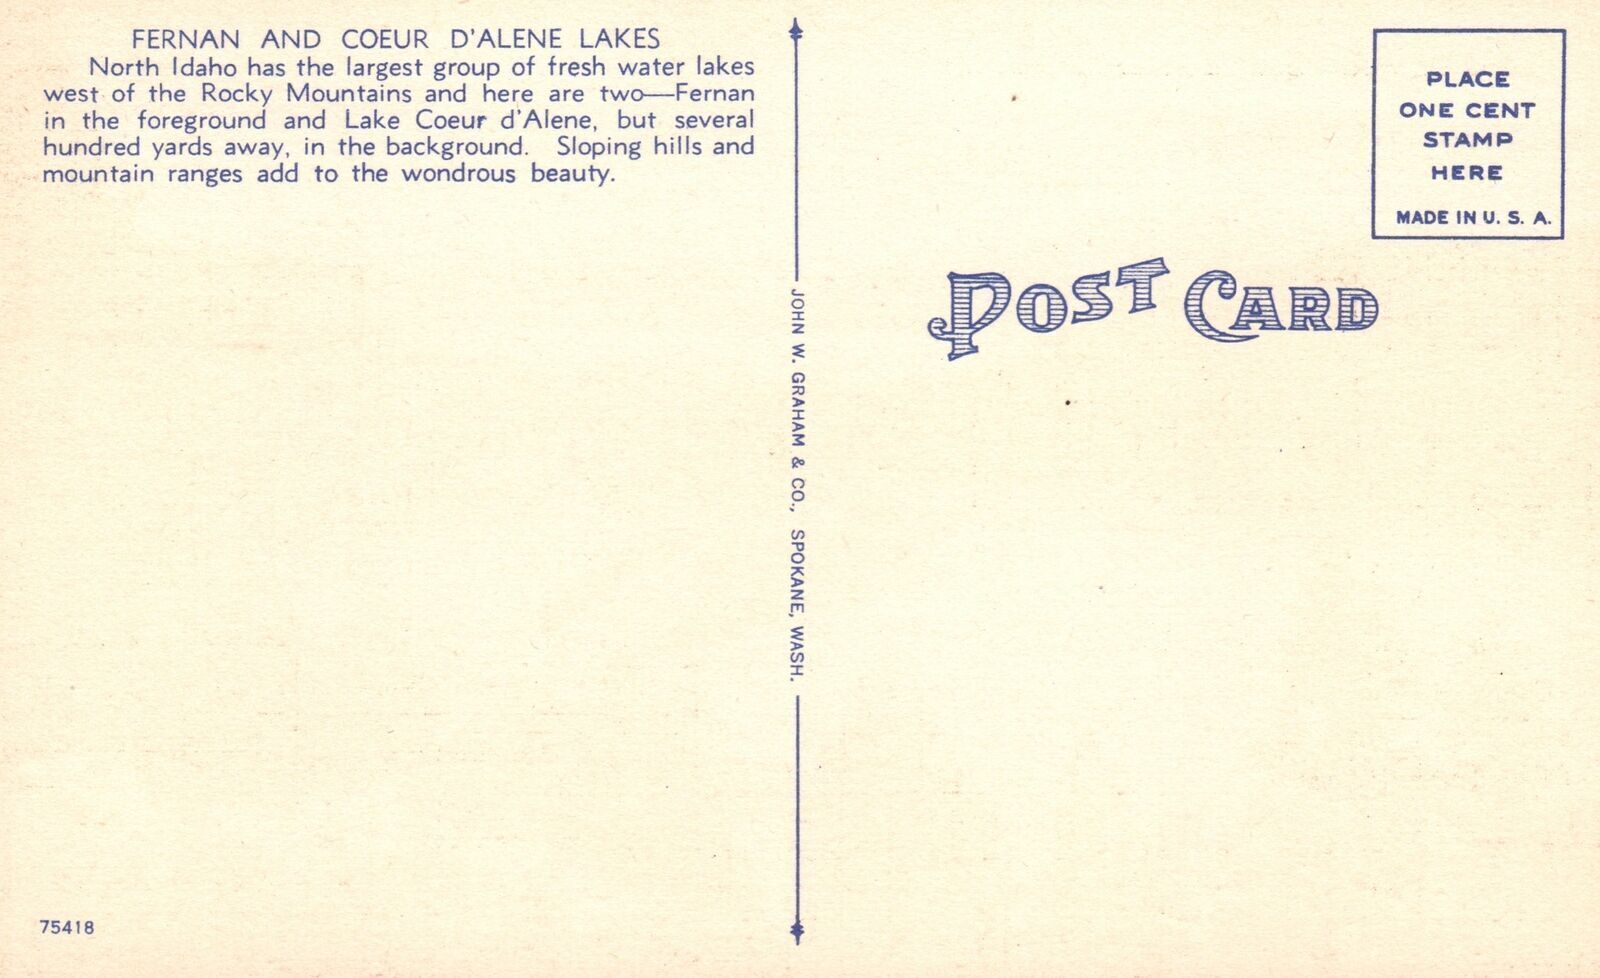 FERNAN AND COEUR D'ALENE LAKES
North Idaho has the largest group of fresh water lakes
west of the Rocky Mountains and here are two—Fernan
in the foreground and Lake Coeur d'Alene, but several
hundred yards away, in the background. Sloping hills and
mountain ranges add to the wondrous beauty.
75418
JOHN W. GRAHAM & CO., SPOKANE, WASH.
PLACE
ONE CENT
STAMP
HERE
MADE IN U. S. A.
POST CARD